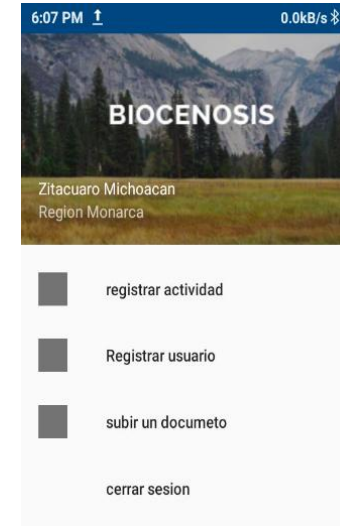 6:07 PM
0.0kB/s
BIOCENOSIS
Zitacuaro Michoacan
Region Monarca
registrar actividad
Registrar usuario
subir un documeto
cerrar sesion